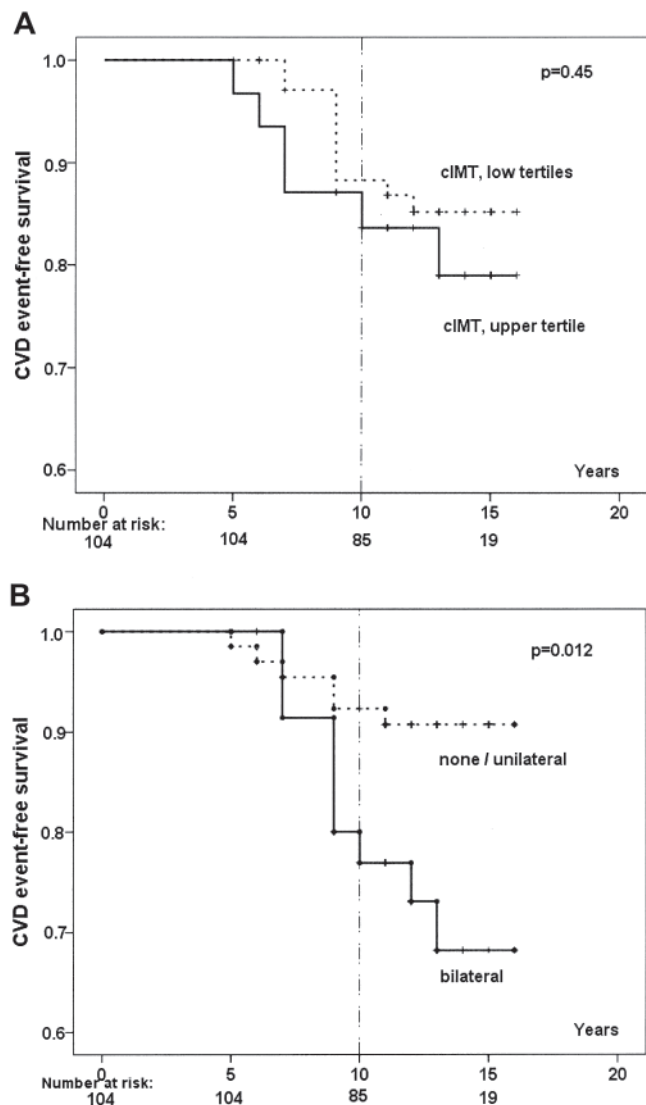 A
1.0
p=0.45
0.9
cIMT, low tertiles
0.8
cIMT, upper tertile
0.7
0.6
CVD event-free survival
Years
0 5 10 15 20
Number at risk:
104 104 85 19
B
1.0
p=0.012
0.9
none / unilateral
0.8
0.7
bilateral
0.6
CVD event-free survival
Years
0 5 10 15 20
Number at risk:
104 104 85 19